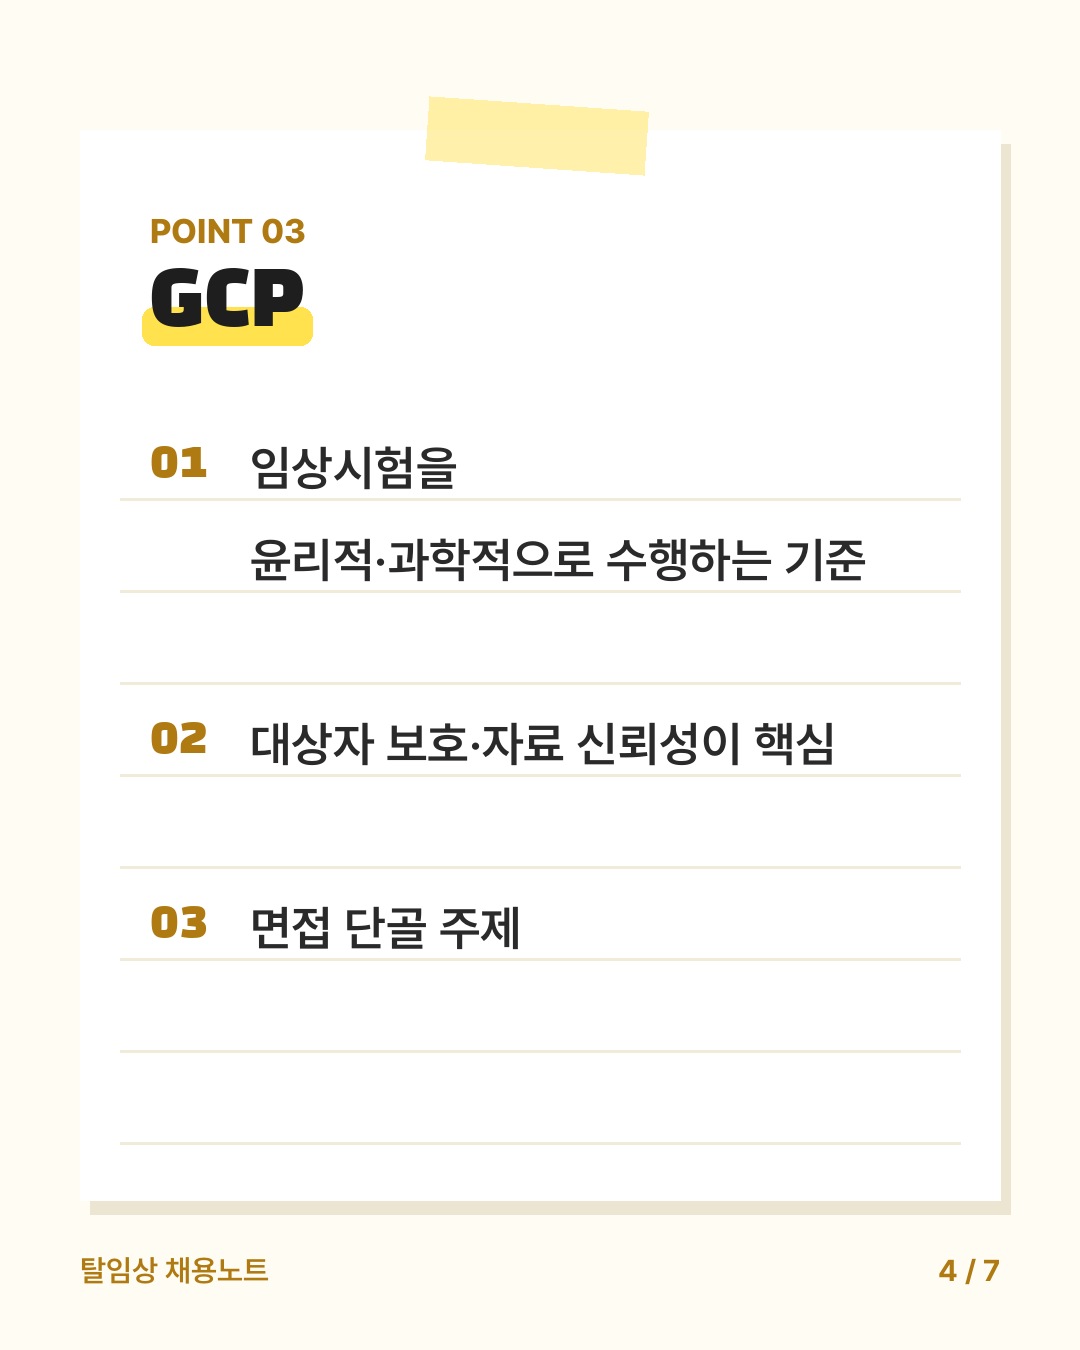 POINT 03
GCP
01 임상시험을
윤리적·과학적으로 수행하는 기준
02 대상자 보호·자료 신뢰성이 핵심
03 면접 단골 주제
탈임상 채용노트
4 / 7